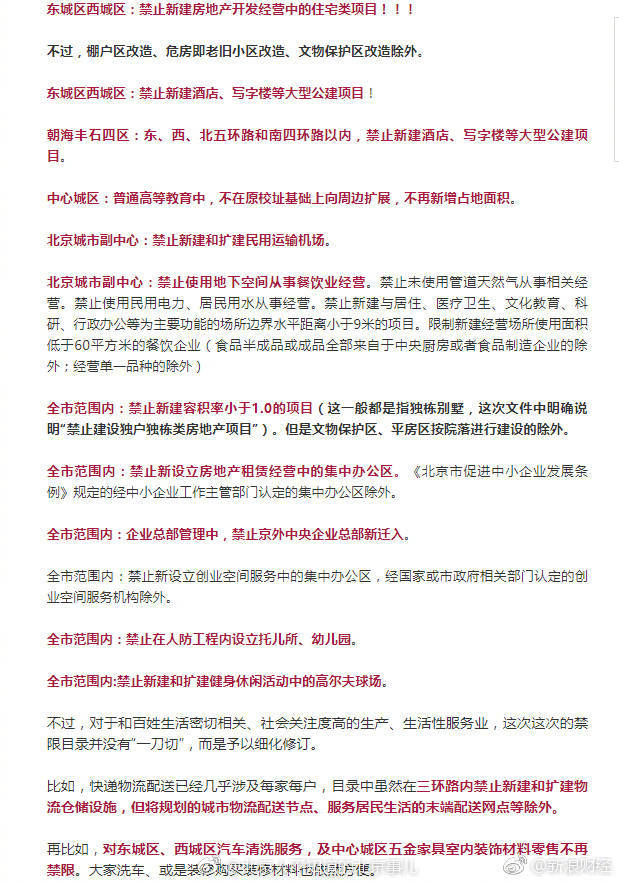 东城区西城区：禁止新建房地产开发经营中的住宅类项目！！！
不过，棚户区改造、危房即老旧小区改造、文物保护区改造除外。
东城区西城区：禁止新建酒店、写字楼等大型公建项目！
朝海丰石四区：东、西、北五环路和南四环路以内，禁止新建酒店、写字楼等大型公建项
目。
中心城区：普通高等教育中，不在原校址基础上向周边扩展，不再新增占地面积。
北京城市副中心：禁止新建和扩建民用运输机场。
北京城市副中心：禁止使用地下空间从事餐饮业经营。禁止未使用管道天然气从事相关经
营。禁止使用民用电力、居民用水从事经营。禁止新建与居住、医疗卫生、文化教育、科
研、行政办公等为主要功能的场所边界水平距离小于9米的项目。限制新建经营场所使用面积
低于60平方米的餐饮企业（食品半成品或成品全部来自于中央厨房或者食品制造企业的除
外；经营单一品种的除外）
全市范围内：禁止新建容积率小于1.0的项目（这一般都是指独栋别墅，这次文件中明确说
明“禁止建设独户独栋类房地产项目”）。但是文物保护区、平房区按院落进行建设的除外。
全市范围内：禁止新设立房地产租赁经营中的集中办公区。《北京市促进中小企业发展条
例》规定的经中小企业工作主管部门认定的集中办公区除外。
全市范围内：企业总部管理中，禁止京外中央企业总部新迁入。
全市范围内：禁止新设立创业空间服务中的集中办公区，经国家或市政府相关部门认定的创
业空间服务机构除外。
全市范围内：禁止在人防工程内设立托儿所、幼儿园。
全市范围内:禁止新建和扩建健身休闲活动中的高尔夫球场。
不过，对于和百姓生活密切相关、社会关注度高的生产、生活性服务业，这次这次的禁
限目录并没有“一刀切”，而是予以细化修订。
比如，快递物流配送已经几乎涉及每家每户，目录中虽然在三环路内禁止新建和扩建物
流仓储设施，但将规划的城市物流配送节点、服务居民生活的末端配送网点等除外。
再比如，对东城区、西城区汽车清洗服务，及中心城区五金家具室内装饰材料零售不再
禁限。大家洗车、或是装修购买装修材料也就愈方便。
@新浪财经